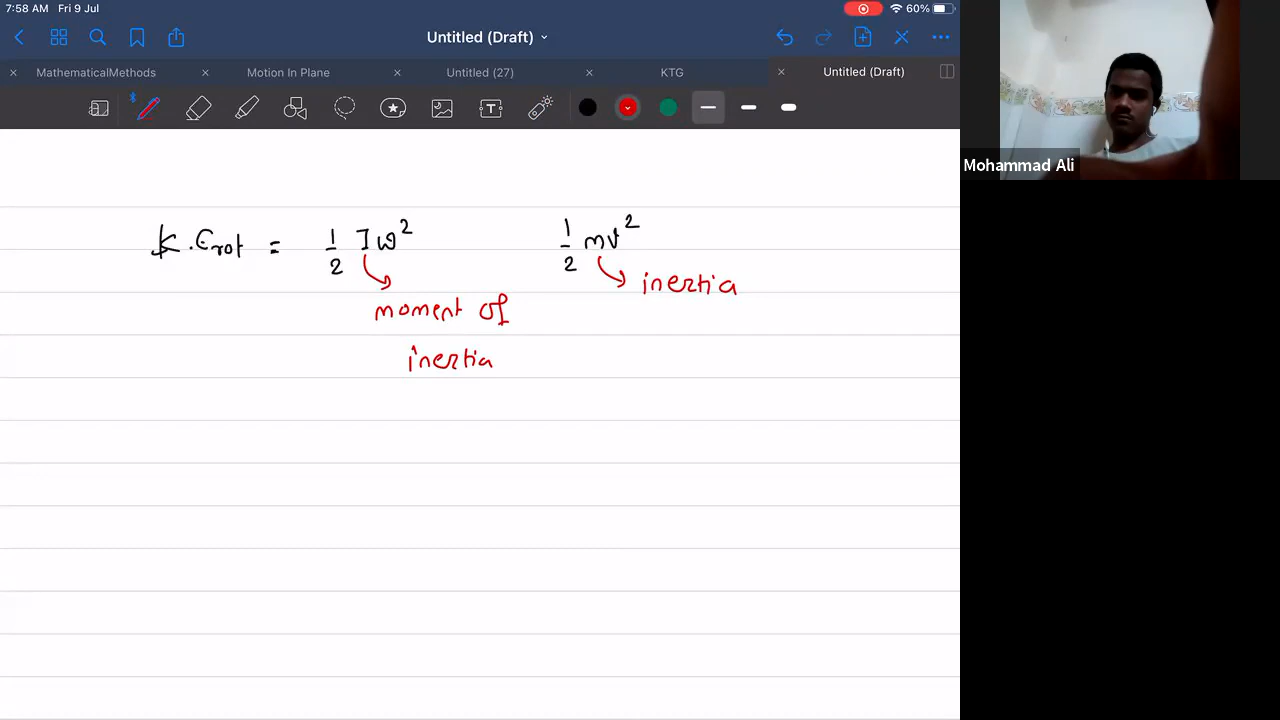 7:58 AM Fri 9 Jul
60%
Untitled (Draft)
MathematicalMethods
Motion In Plane
Untitled (27)
KTG
Untitled (Draft)
T
Mohammad Ali
K.Erot = 1/2 Iω² 1/2 mv²
inertia
moment of
inertia